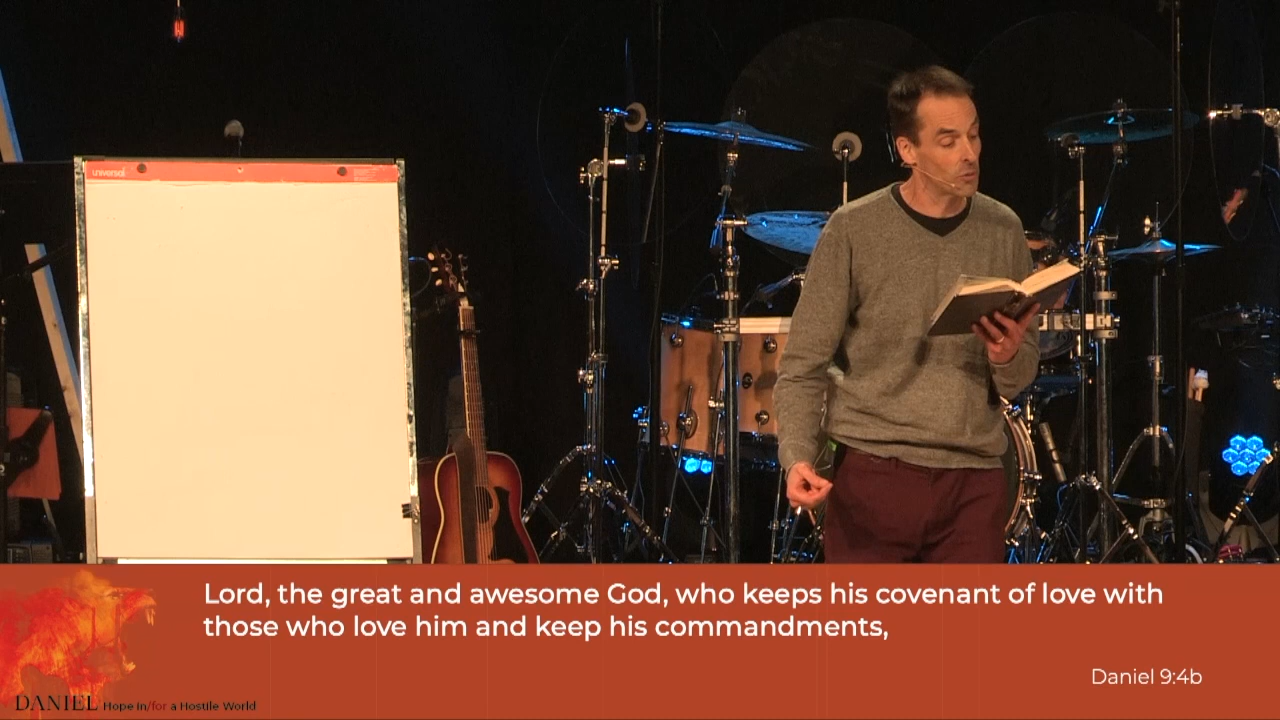 universal
Lord, the great and awesome God, who keeps his covenant of love with
those who love him and keep his commandments,
Daniel 9:4b
DANIEL Hope in/for a Hostile World